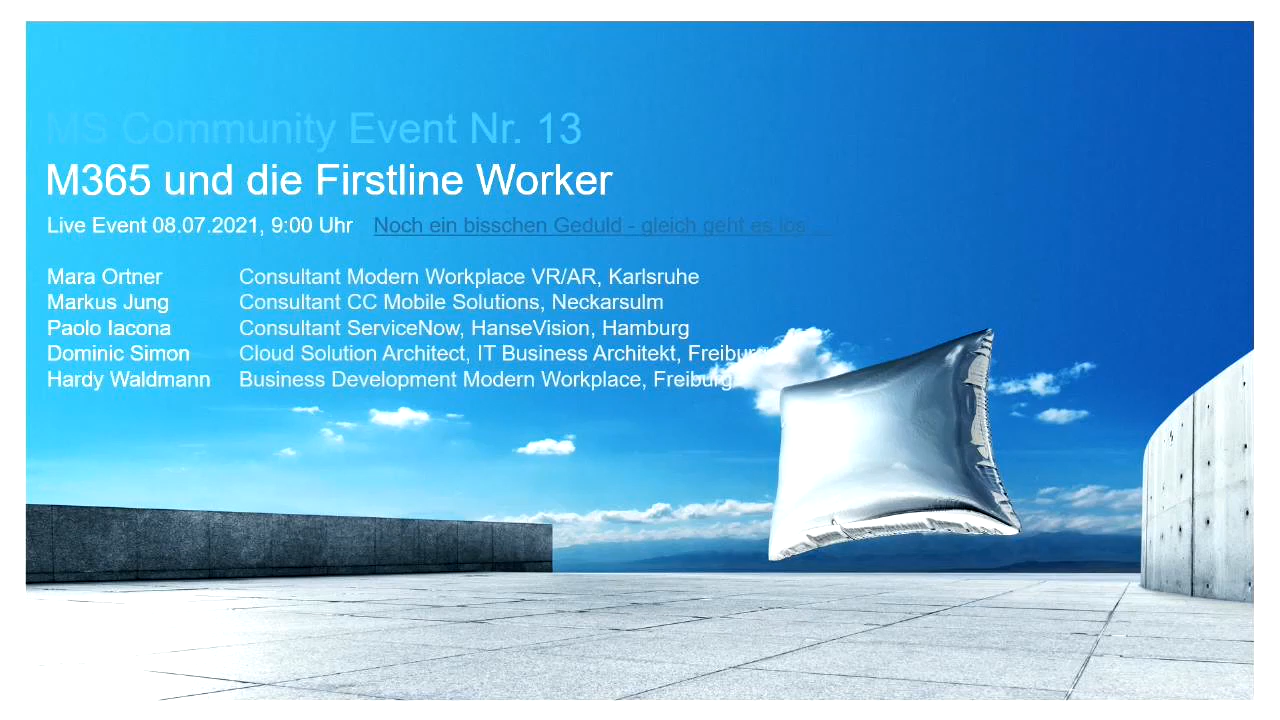 MS Community Event Nr. 13
M365 und die Firstline Worker
Live Event 08.07.2021, 9:00 Uhr Noch ein bisschen Geduld - gleich geht es los ...
Mara Ortner Consultant Modern Workplace VR/AR, Karlsruhe
Markus Jung Consultant CC Mobile Solutions, Neckarsulm
Paolo Iacona Consultant ServiceNow, HanseVision, Hamburg
Dominic Simon Cloud Solution Architect, IT Business Architekt, Freiburg
Hardy Waldmann Business Development Modern Workplace, Freiburg